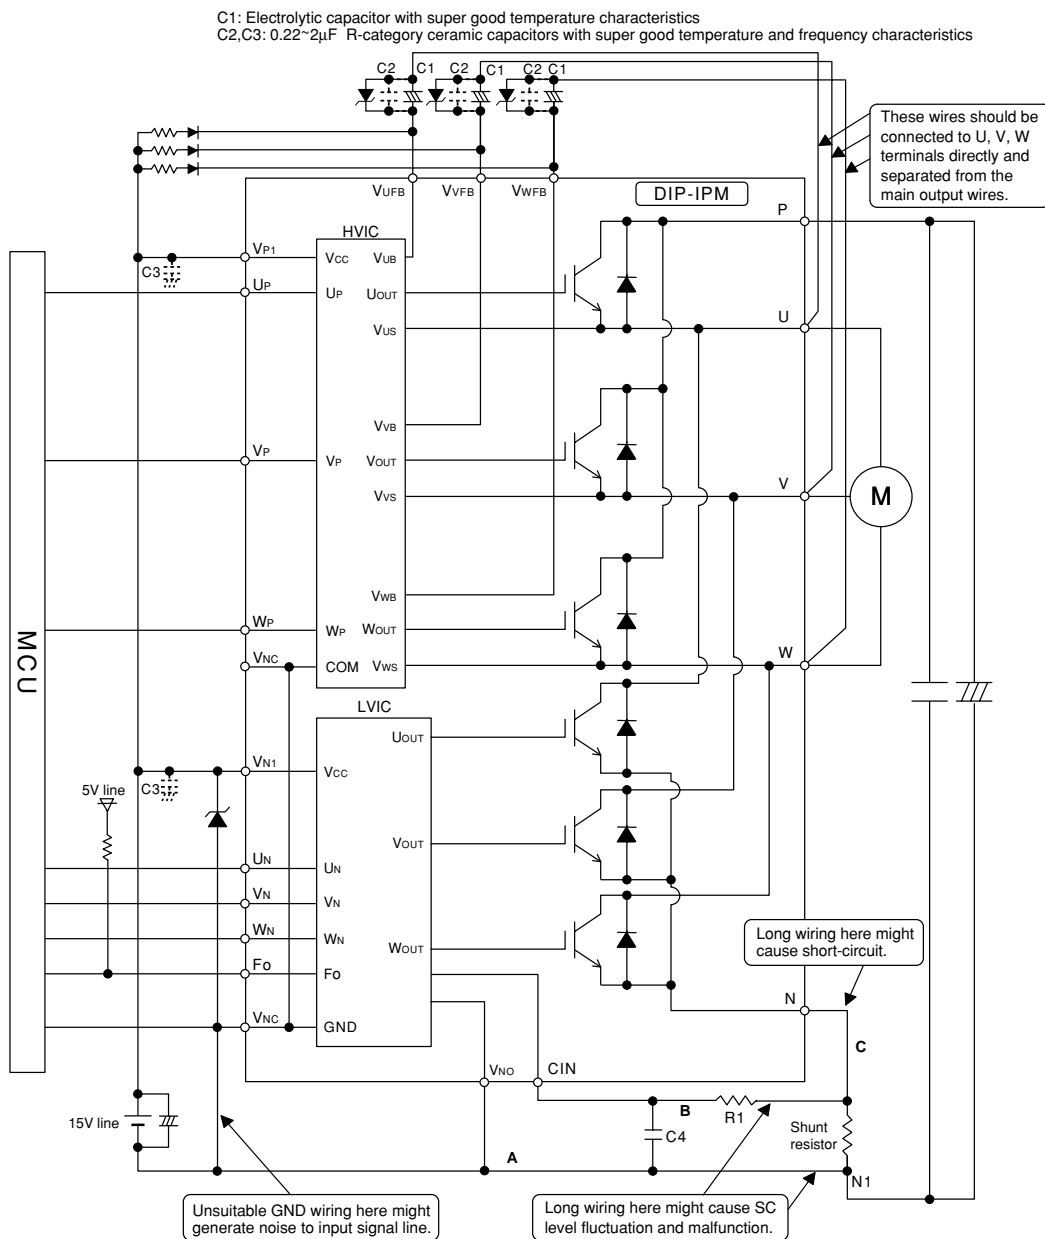 C1: Electrolytic capacitor with super good temperature characteristics
C2,C3: 0.22~2μF R-category ceramic capacitors with super good temperature and frequency characteristics
C2 C1 C2 C1 C2 C1
These wires should be
connected to U, V, W
terminals directly and
separated from the
main output wires.
VUFB VVFB VWFB
DIP-IPM
P
HVIC
VP1
VCC
VUB
C3
UP
UP
UOUT
VUS
U
VVB
VP
VP
VOUT
VVS
V
M
VWB
WP
WP
WOUT
VNC
COM
VWS
W
MCU
LVIC
UOUT
VN1
VCC
C3
5V line
VOUT
UN
UN
VN
VN
WN
WN
WOUT
Fo
Fo
Long wiring here might
cause short-circuit.
N
VNC
GND
C
VNO
CIN
15V line
B
R1
C4
Shunt
resistor
A
N1
Unsuitable GND wiring here might
generate noise to input signal line.
Long wiring here might cause SC
level fluctuation and malfunction.